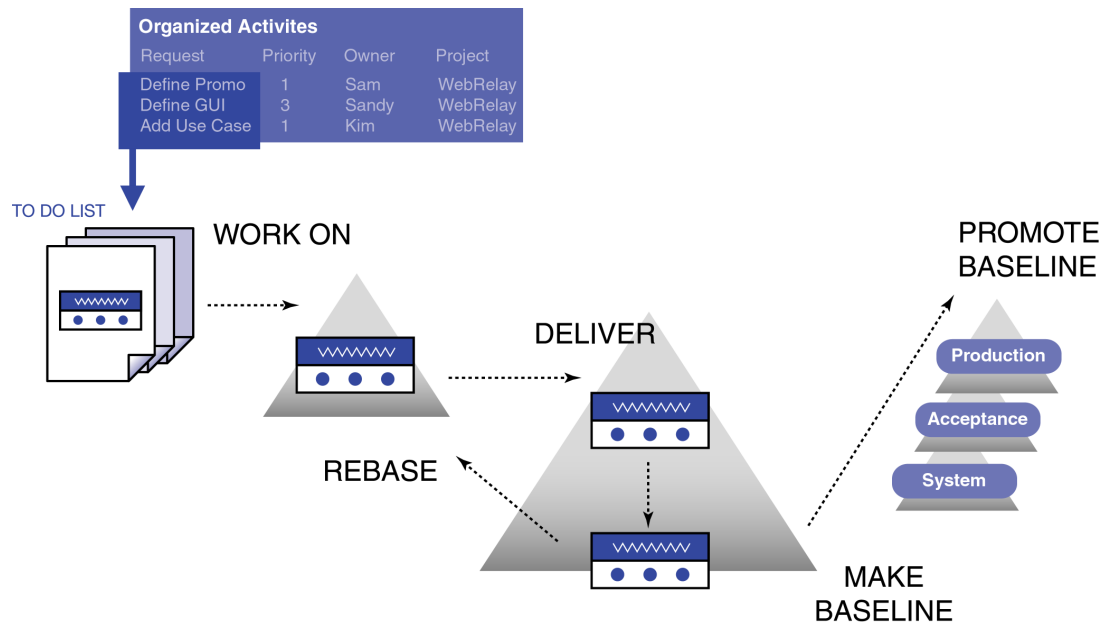 Organized Activites
Request Priority Owner Project
Define Promo 1 Sam WebRelay
Define GUI 3 Sandy WebRelay
Add Use Case 1 Kim WebRelay
TO DO LIST
WORK ON
DELIVER
REBASE
MAKE
BASELINE
PROMOTE
BASELINE
Production
Acceptance
System